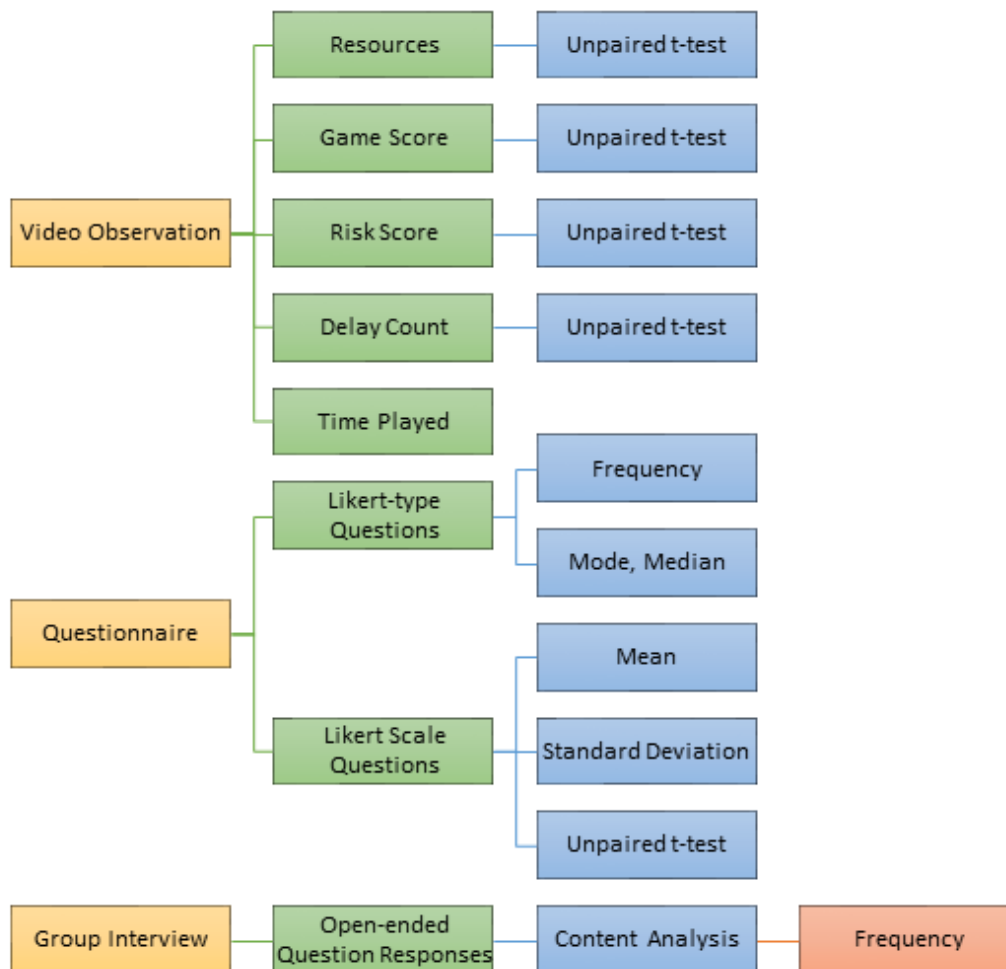 Resources
Unpaired t-test
Game Score
Unpaired t-test
Video Observation
Risk Score
Unpaired t-test
Delay Count
Unpaired t-test
Time Played
Likert-type
Questions
Frequency
Mode, Median
Questionnaire
Likert Scale
Questions
Mean
Standard Deviation
Unpaired t-test
Group Interview
Open-ended
Question Responses
Content Analysis
Frequency